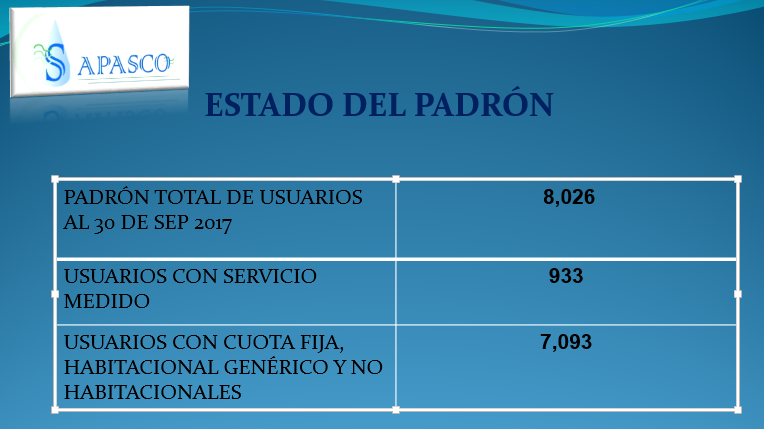 SAPASCO
ESTADO DEL PADRÓN
PADRÓN TOTAL DE USUARIOS
AL 30 DE SEP 2017
8,026
USUARIOS CON SERVICIO
MEDIDO
933
USUARIOS CON CUOTA FIJA,
HABITACIONAL GENÉRICO Y NO
HABITACIONALES
7,093